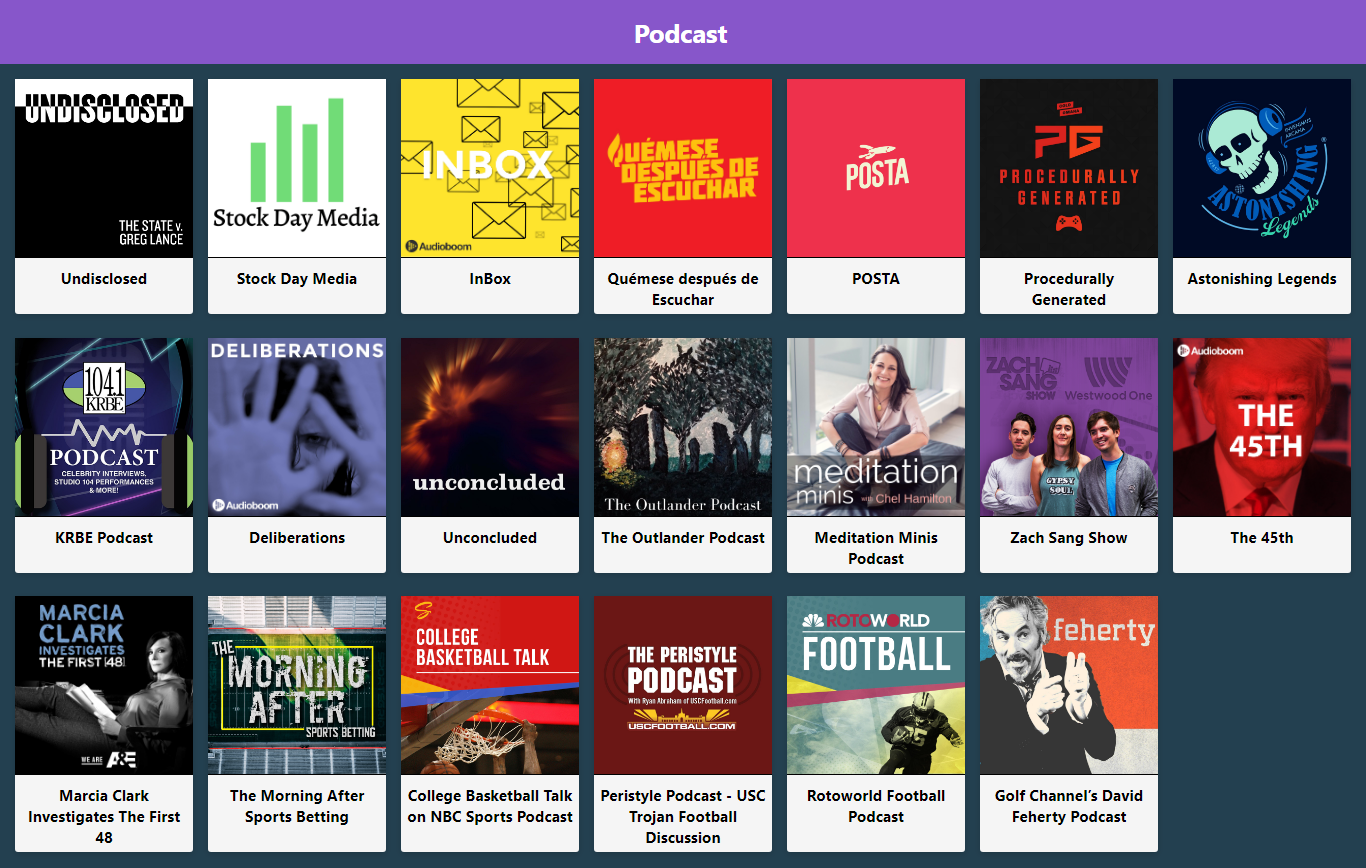 Podcast
UNDISCLOSED
THE STATE V.
GREG LANCE
Undisclosed
Stock Day Media
Stock Day Media
INBOX
Audioboom
InBox
QUÉMESE
DESPUÉS DE
ESCUCHAR
Quémese después de
Escuchar
POSTA
POSTA
PG
PROCEDURALLY
GENERATED
Procedurally
Generated
ASTONISHING
Legends
Astonishing Legends
104.1
KRBE
PODCAST
CELEBRITY INTERVIEWS,
STUDIO 104 PERFORMANCES
& MORE!
KRBE Podcast
DELIBERATIONS
Audioboom
Deliberations
unconcluded
Unconcluded
The Outlander Podcast
The Outlander Podcast
meditation
minis with Chel Hamilton
Meditation Minis
Podcast
ZACH
SANG
SHOW
Westwood One
GYPSY
SOUL
Zach Sang Show
Audioboom
THE
45TH
The 45th
MARCIA
CLARK
INVESTIGATES
THE FIRST 48
WE ARE A&E
Marcia Clark
Investigates The First
48
THE
MORNING
AFTER
SPORTS BETTING
The Morning After
Sports Betting
S
COLLEGE
BASKETBALL TALK
College Basketball Talk
on NBC Sports Podcast
THE PERISTYLE
PODCAST
With Ryan Abraham of USCFootball.com
USCFOOTBALL.COM
Peristyle Podcast - USC
Trojan Football
Discussion
ROTOWORLD
FOOTBALL
Rotoworld Football
Podcast
feherty
Golf Channel’s David
Feherty Podcast